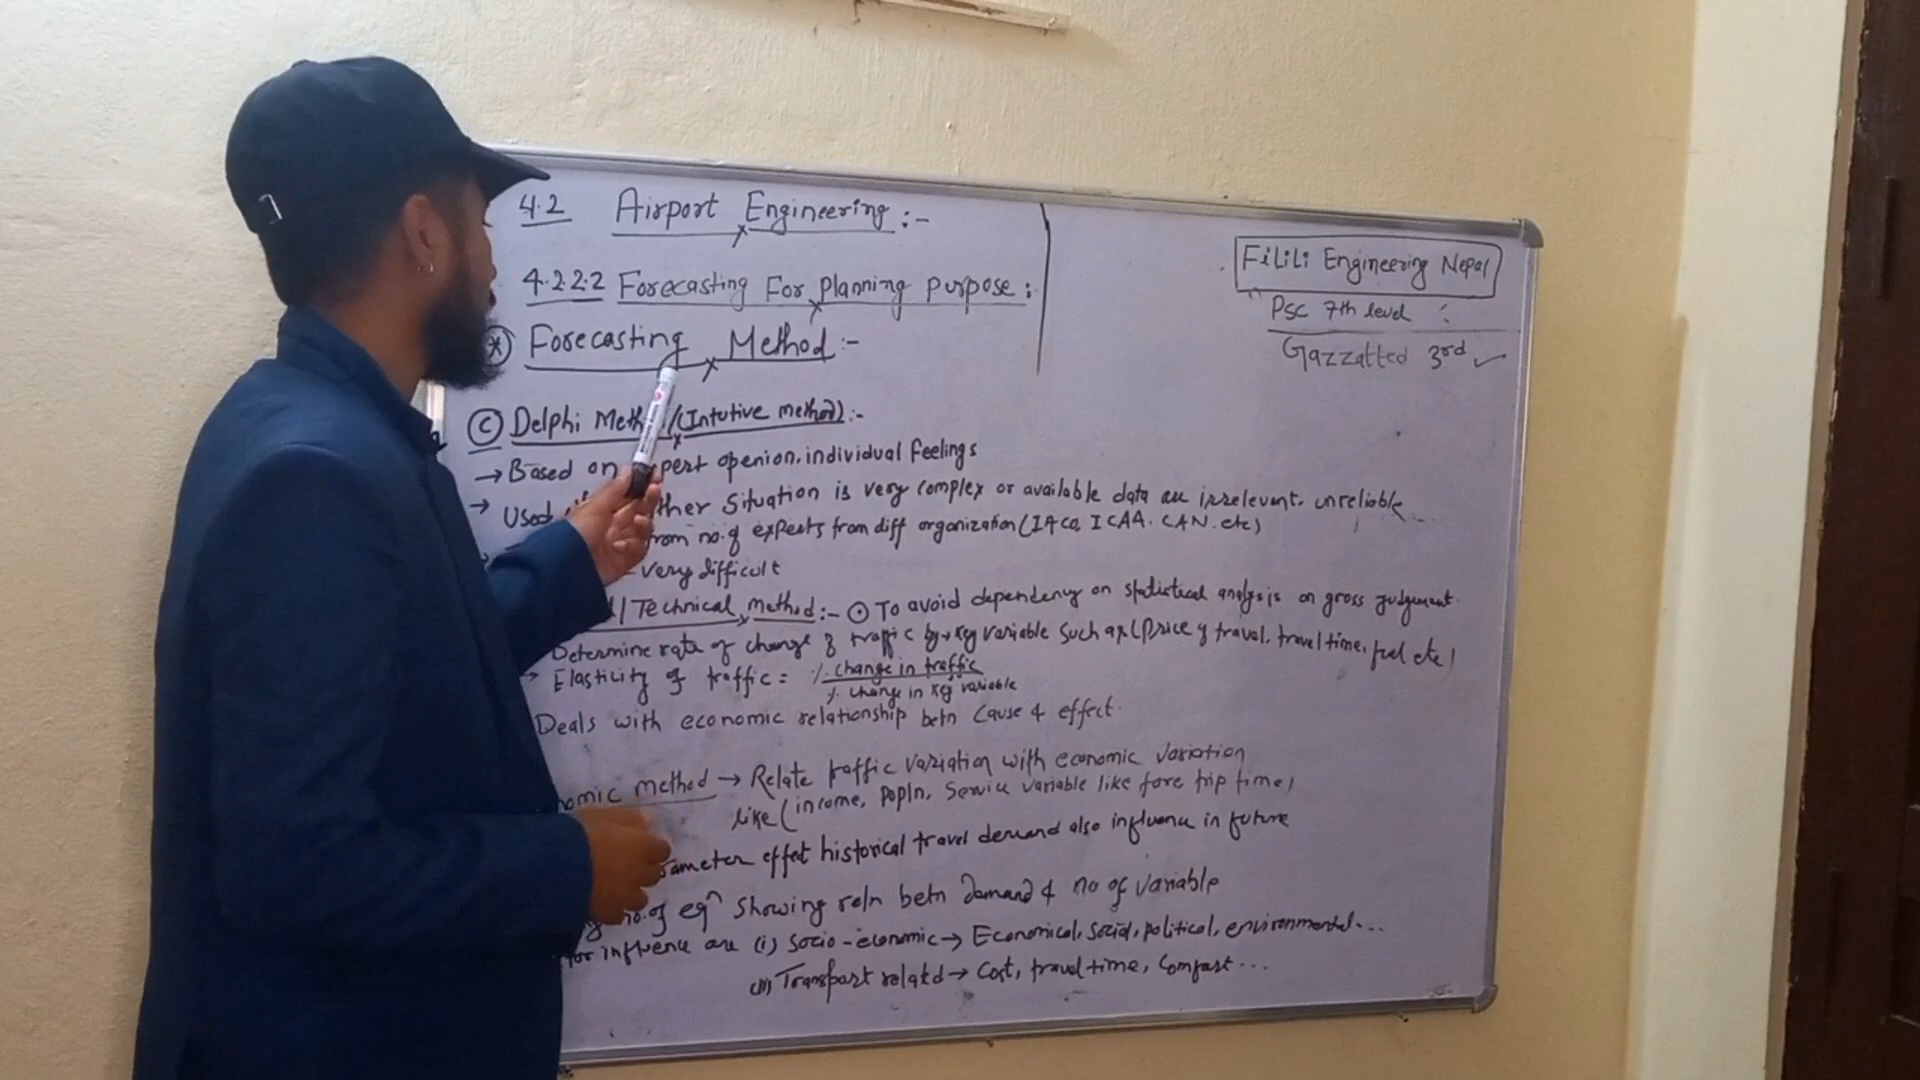 4.2 Airport Engineering :-
4.2.2.2 Forecasting For Planning Purpose :
Forecasting Method :-
Filili Engineering Nepal
PSC 7th level :
Gazzatted 3rd ✓
(C) Delphi Meth /(Intutive method):-
→ Based on pert openion, individual feelings
→ Used ther Situation is very complex or available data are irrelevant, unreliable
from no. of experts from diff organization ( ICAA. CAN. etc)
- very difficult
/ Technical method :- ⊙ To avoid dependency on statistical analysis on gross judgement.
Determine rate of change of traffic by → key variable such as (price of travel, travel time, fuel etc)
→ Elasticity of traffic = % change in traffic
% change in key variable
Deals with economic relationship betn cause & effect.
nomic method → Relate traffic variation with economic variation
like (income, popln, service variable like fare, trip time)
rameter effect historical travel demand also influence in future
no. of eqn showing reln betn demand & no of variable
for influence are (i) socio-economic → Economical, social, political, environmental...
(ii) Transport related → Cost, travel time, Comfort...